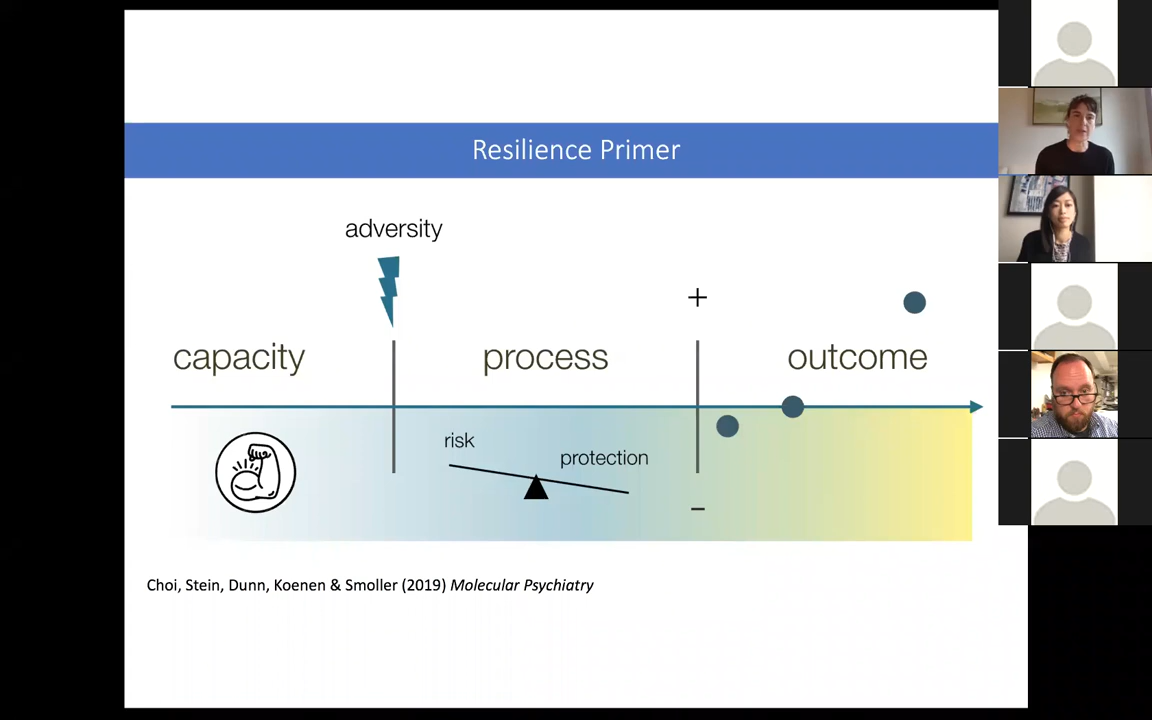 Resilience Primer
adversity
+
capacity
process
outcome
risk
protection
–
Choi, Stein, Dunn, Koenen & Smoller (2019) Molecular Psychiatry